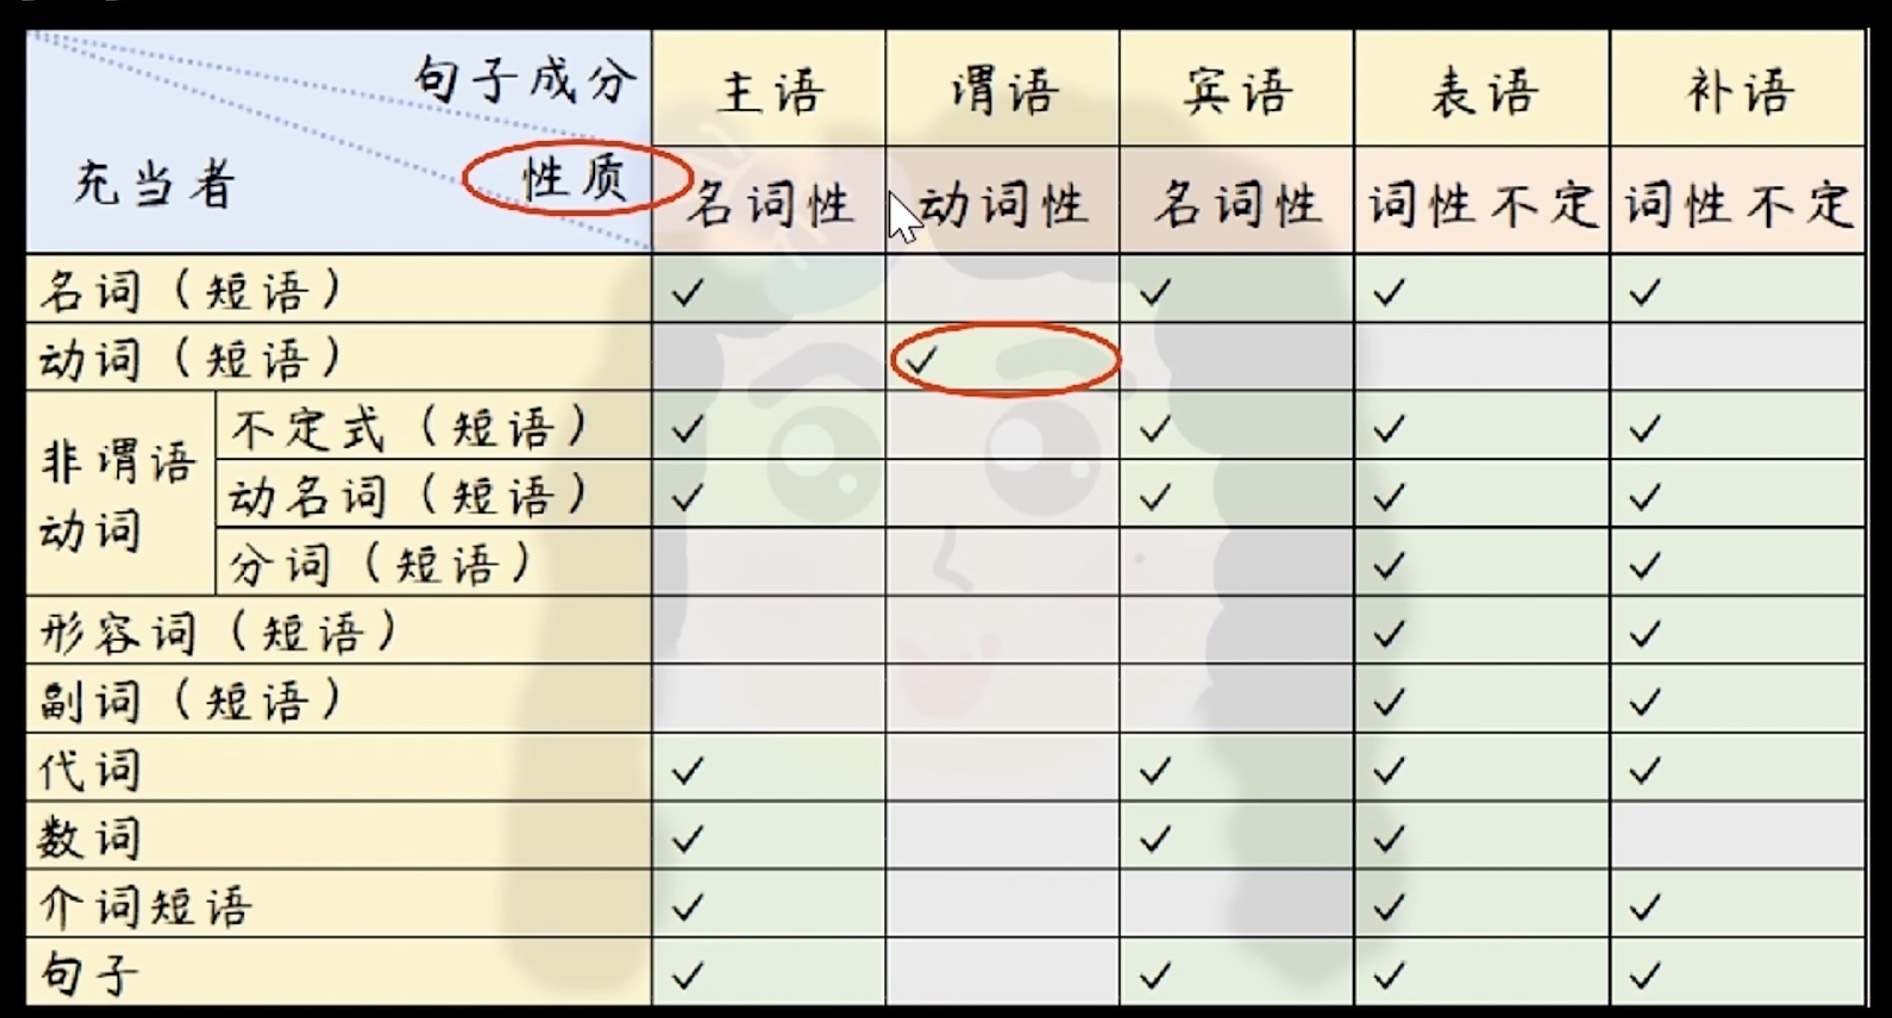 句子成分 主语 谓语 宾语 表语 补语
充当者 性质 名词性 动词性 名词性 词性不定 词性不定
名词（短语） ✓ ✓ ✓ ✓
动词（短语） ✓
非谓语动词
不定式（短语） ✓ ✓ ✓ ✓
动名词（短语） ✓ ✓ ✓ ✓
分词（短语） ✓ ✓
形容词（短语） ✓ ✓
副词（短语） ✓ ✓
代词 ✓ ✓ ✓ ✓
数词 ✓ ✓ ✓
介词短语 ✓ ✓ ✓
句子 ✓ ✓ ✓ ✓